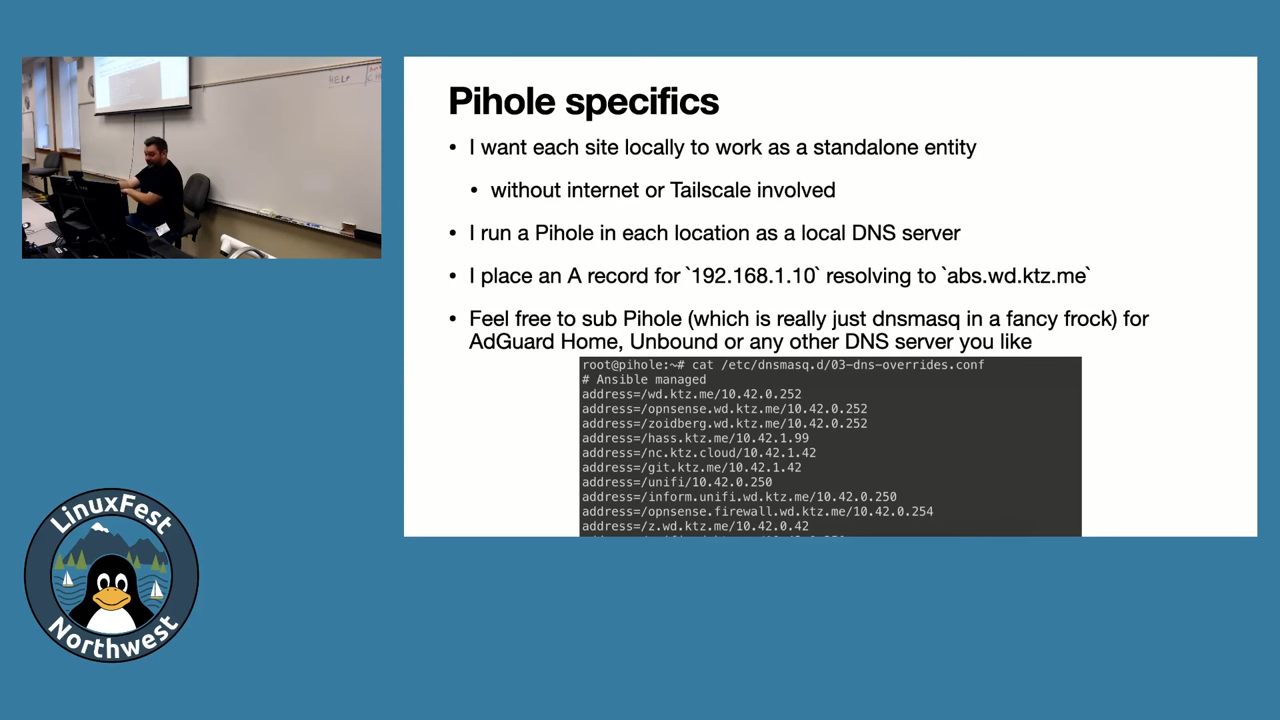 HELP
Pihole specifics
• I want each site locally to work as a standalone entity
• without internet or Tailscale involved
• I run a Pihole in each location as a local DNS server
• I place an A record for `192.168.1.10` resolving to `abs.wd.ktz.me`
• Feel free to sub Pihole (which is really just dnsmasq in a fancy frock) for
AdGuard Home, Unbound or any other DNS server you like
root@pihole:~# cat /etc/dnsmasq.d/03-dns-overrides.conf
# Ansible managed
address=/wd.ktz.me/10.42.0.252
address=/opnsense.wd.ktz.me/10.42.0.252
address=/zoidberg.wd.ktz.me/10.42.0.252
address=/hass.ktz.me/10.42.1.99
address=/nc.ktz.cloud/10.42.1.42
address=/git.ktz.me/10.42.1.42
address=/unifi/10.42.0.250
address=/inform.unifi.wd.ktz.me/10.42.0.250
address=/opnsense.firewall.wd.ktz.me/10.42.0.254
address=/z.wd.ktz.me/10.42.0.42
LinuxFest
Northwest